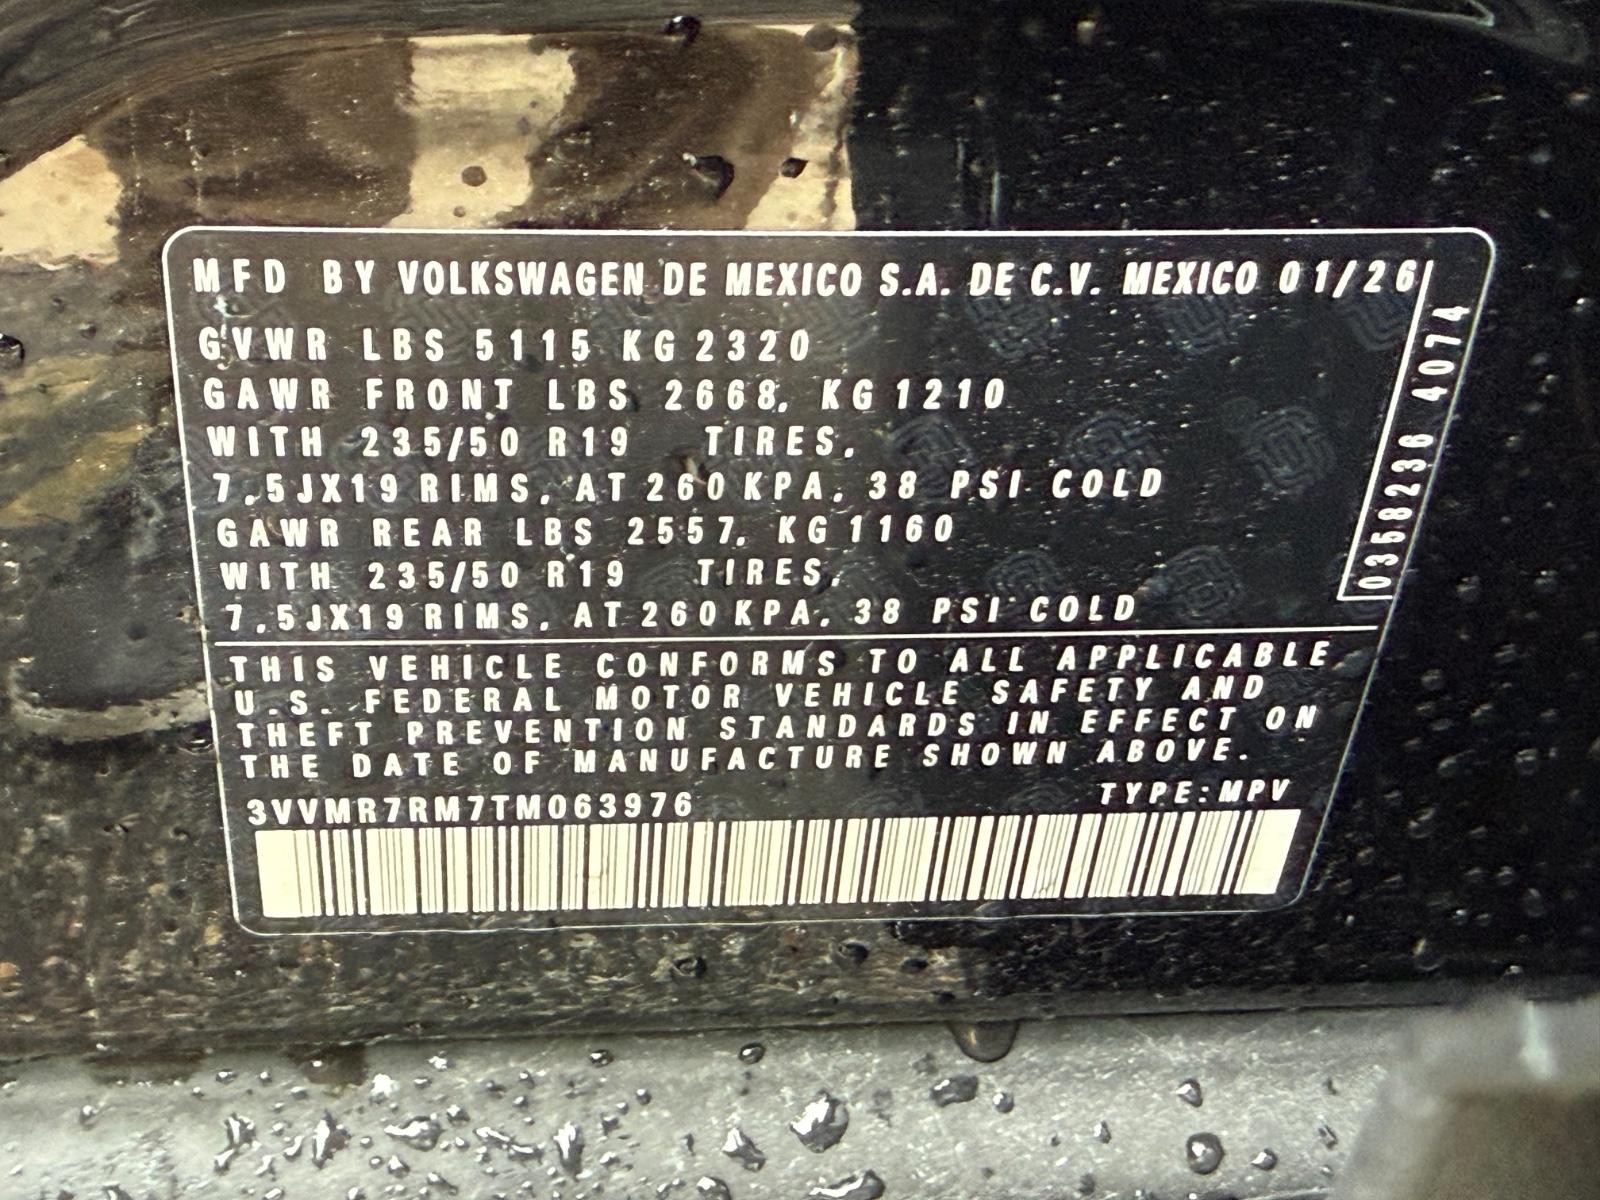 MFD BY VOLKSWAGEN DE MEXICO S.A. DE C.V. MEXICO 01/26
GVWR LBS 5115 KG 2320
GAWR FRONT LBS 2668, KG 1210
WITH 235/50 R19 TIRES,
7.5JX19 RIMS, AT 260 KPA, 38 PSI COLD
GAWR REAR LBS 2557, KG 1160
WITH 235/50 R19 TIRES,
7.5JX19 RIMS, AT 260 KPA, 38 PSI COLD
0358236 4074
THIS VEHICLE CONFORMS TO ALL APPLICABLE
U.S. FEDERAL MOTOR VEHICLE SAFETY AND
THEFT PREVENTION STANDARDS IN EFFECT ON
THE DATE OF MANUFACTURE SHOWN ABOVE.
3VVMR7RM7TM063976 TYPE: MPV